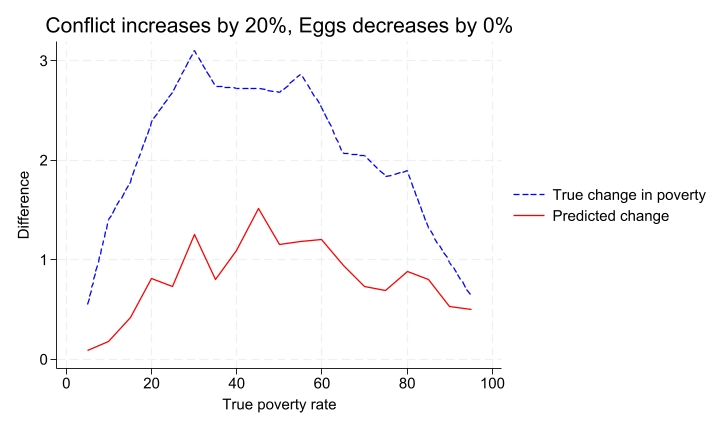 Conflict increases by 20%, Eggs decreases by 0%
3
2
1
0
Difference
0 20 40 60 80 100
True poverty rate
True change in poverty
Predicted change